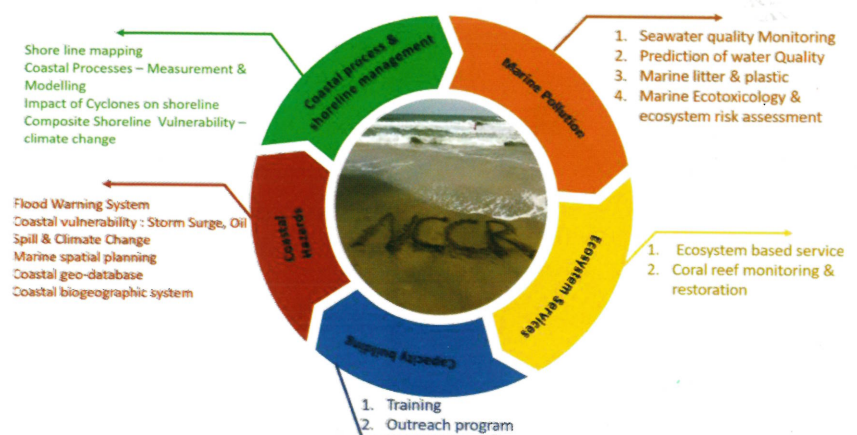 Shore line mapping
Coastal Processes – Measurement &
Modelling
Impact of Cyclones on shoreline
Composite Shoreline Vulnerability –
climate change
Coastal process &
shoreline management
Marine Pollution
1. Seawater quality Monitoring
2. Prediction of water Quality
3. Marine litter & plastic
4. Marine Ecotoxicology &
ecosystem risk assessment
Flood Warning System
Coastal vulnerability : Storm Surge, Oil
Spill & Climate Change
Marine spatial planning
Coastal geo-database
Coastal biogeographic system
Coastal
Hazards
NCCR
Ecosystem Services
1. Ecosystem based service
2. Coral reef monitoring &
restoration
Capacity building
1. Training
2. Outreach program